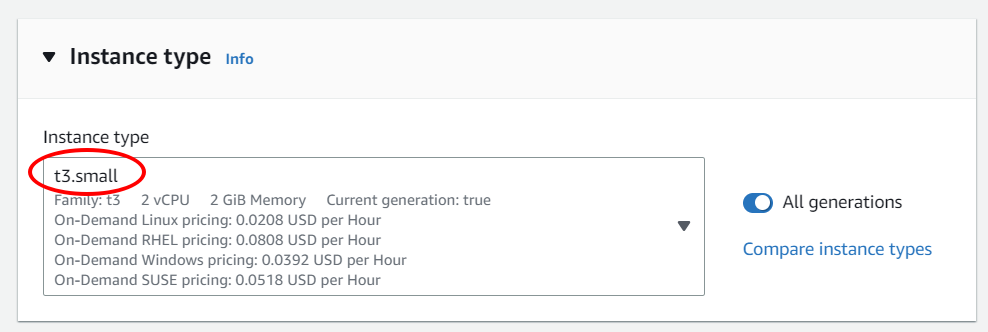 Instance type Info
Instance type
t3.small
Family: t3 2 vCPU 2 GiB Memory Current generation: true
On-Demand Linux pricing: 0.0208 USD per Hour
On-Demand RHEL pricing: 0.0808 USD per Hour
On-Demand Windows pricing: 0.0392 USD per Hour
On-Demand SUSE pricing: 0.0518 USD per Hour
All generations
Compare instance types